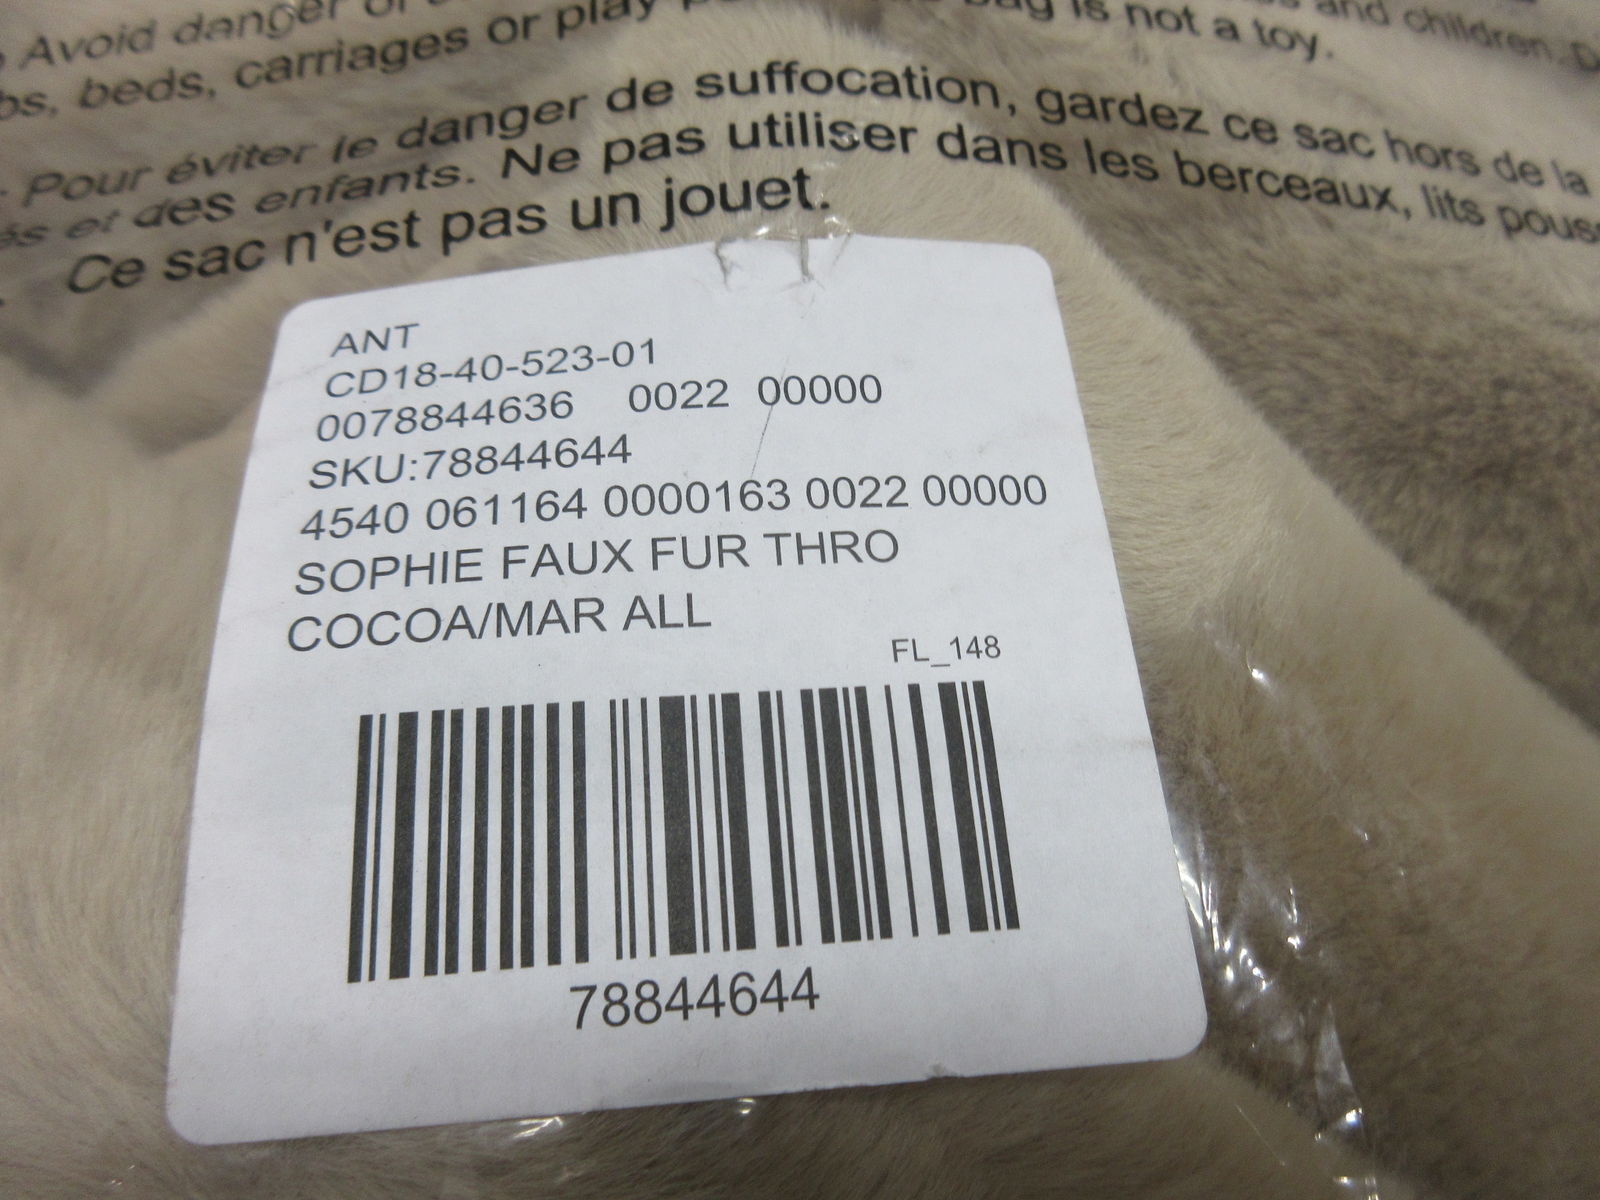 Avoid danger of
and children.
beds, carriages or play
bag is not a toy.
Pour éviter le danger de suffocation, gardez ce sac hors de la
et des enfants. Ne pas utiliser dans les berceaux, lits
Ce sac n'est pas un jouet.
ANT
CD18-40-523-01
0078844636 0022 00000
SKU:78844644
4540 061164 0000163 0022 00000
SOPHIE FAUX FUR THRO
COCOA/MAR ALL
FL_148
78844644